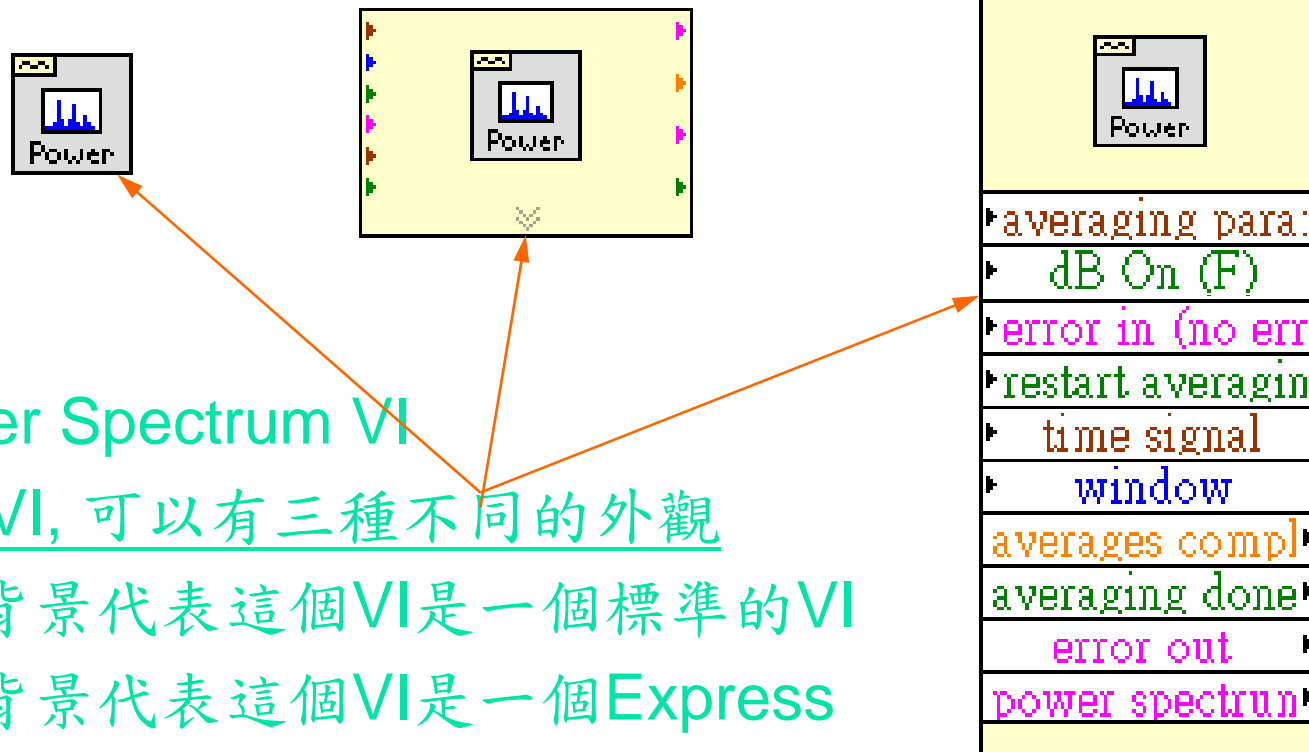 Power
Power
Power
averaging para
dB On (F)
error in (no err
restart averagin
time signal
window
averages compl
averaging done
error out
power spectrun
er Spectrum VI
VI, 可以有三種不同的外觀
背景代表這個VI是一個標準的VI
背景代表這個VI是一個Express